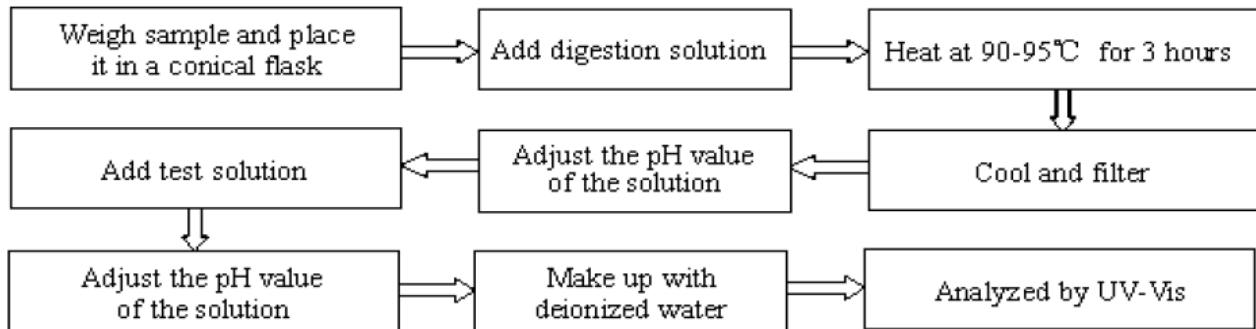 Weigh sample and place
it in a conical flask
Add digestion solution
Heat at 90-95℃ for 3 hours
Cool and filter
Adjust the pH value
of the solution
Add test solution
Adjust the pH value
of the solution
Make up with
deionized water
Analyzed by UV-Vis